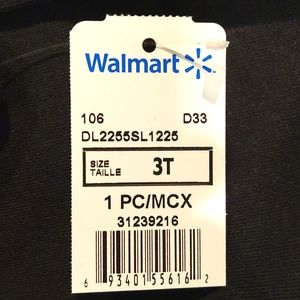 Walmart
106 D33
DL2255SL1225
SIZE
TAILLE
3T
1 PC/MCX
31239216
6 93401 55616 2